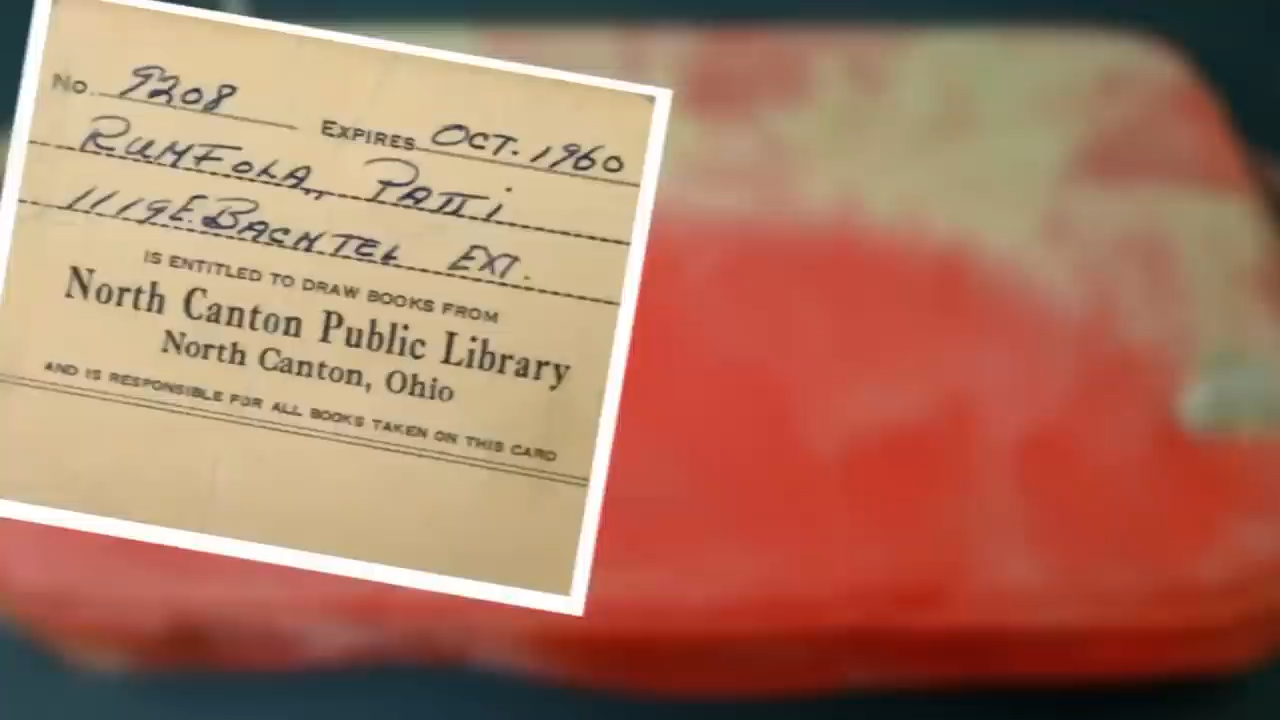 No. 9208 EXPIRES OCT. 1960
RUMFOLA, PATTI
1119 E. BACHTEL EXT.
IS ENTITLED TO DRAW BOOKS FROM
North Canton Public Library
North Canton, Ohio
AND IS RESPONSIBLE FOR ALL BOOKS TAKEN ON THIS CARD